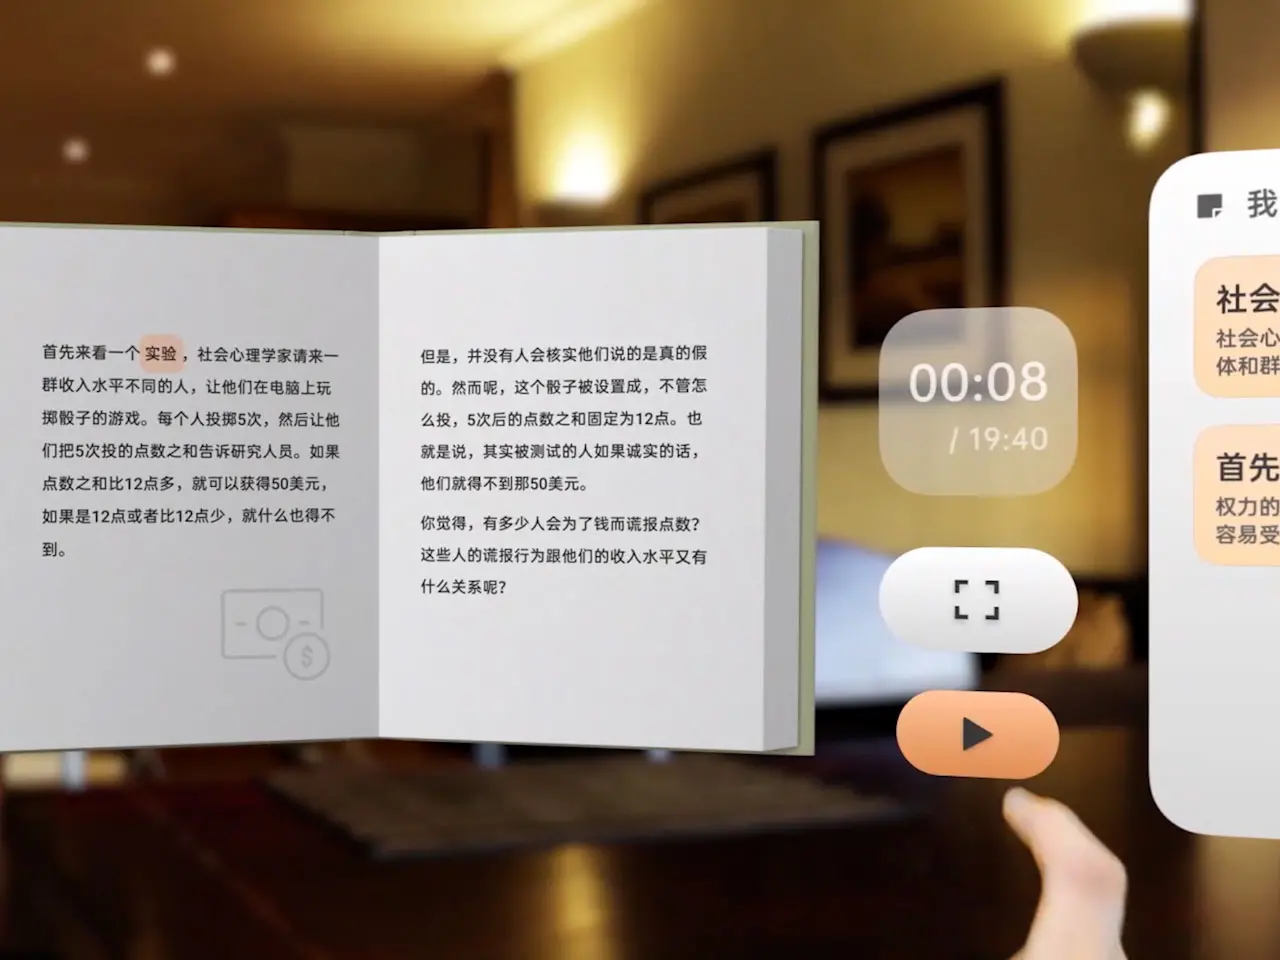 首先来看一个实验，社会心理学家请来一
群收入水平不同的人，让他们在电脑上玩
掷骰子的游戏。每个人投掷5次，然后让他
们把5次投的点数之和告诉研究人员。如果
点数之和比12点多，就可以获得50美元，
如果是12点或者比12点少，就什么也得不
到。
$
但是，并没有人会核实他们说的是真的假
的。然而呢，这个骰子被设置成，不管怎
么投，5次后的点数之和固定为12点。也
就是说，其实被测试的人如果诚实的话，
他们就得不到那50美元。
你觉得，有多少人会为了钱而谎报点数？
这些人的谎报行为跟他们的收入水平又有
什么关系呢？
00:08
/ 19:40
我
社会
社会心
体和群
首先
权力的
容易受